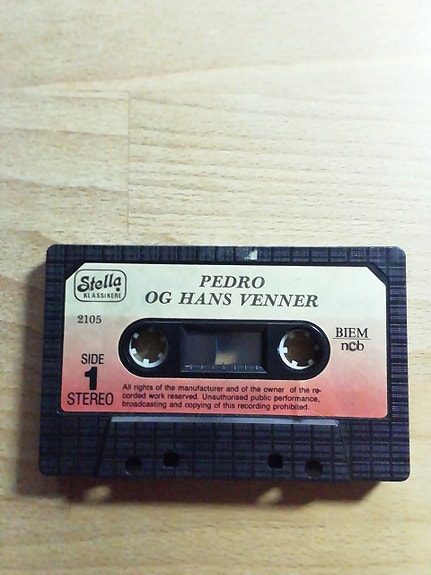 Stella
KLASSIKERE
PEDRO
OG HANS VENNER
2105
SIDE
1
STEREO
BIEM
ncb
All rights of the manufacturer and of the owner of the re-
corded work reserved. Unauthorised public performance,
broadcasting and copying of this recording prohibited.